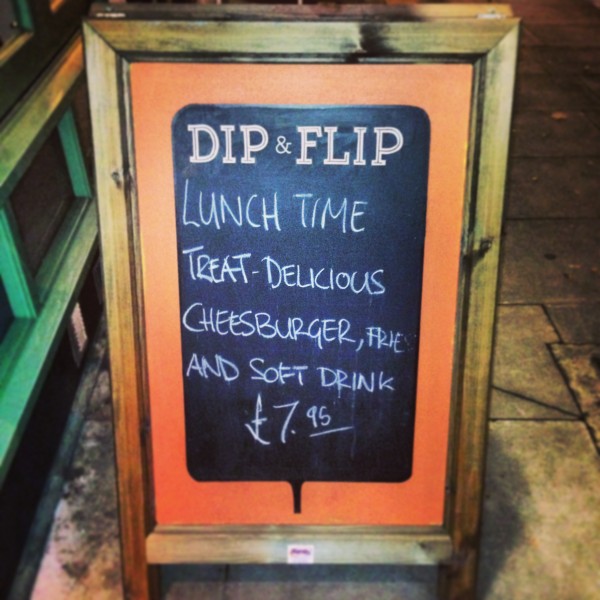 DIP & FLIP
LUNCH TIME
TREAT-DELICIOUS
CHEESBURGER, FRIES
AND SOFT DRINK
£7.95